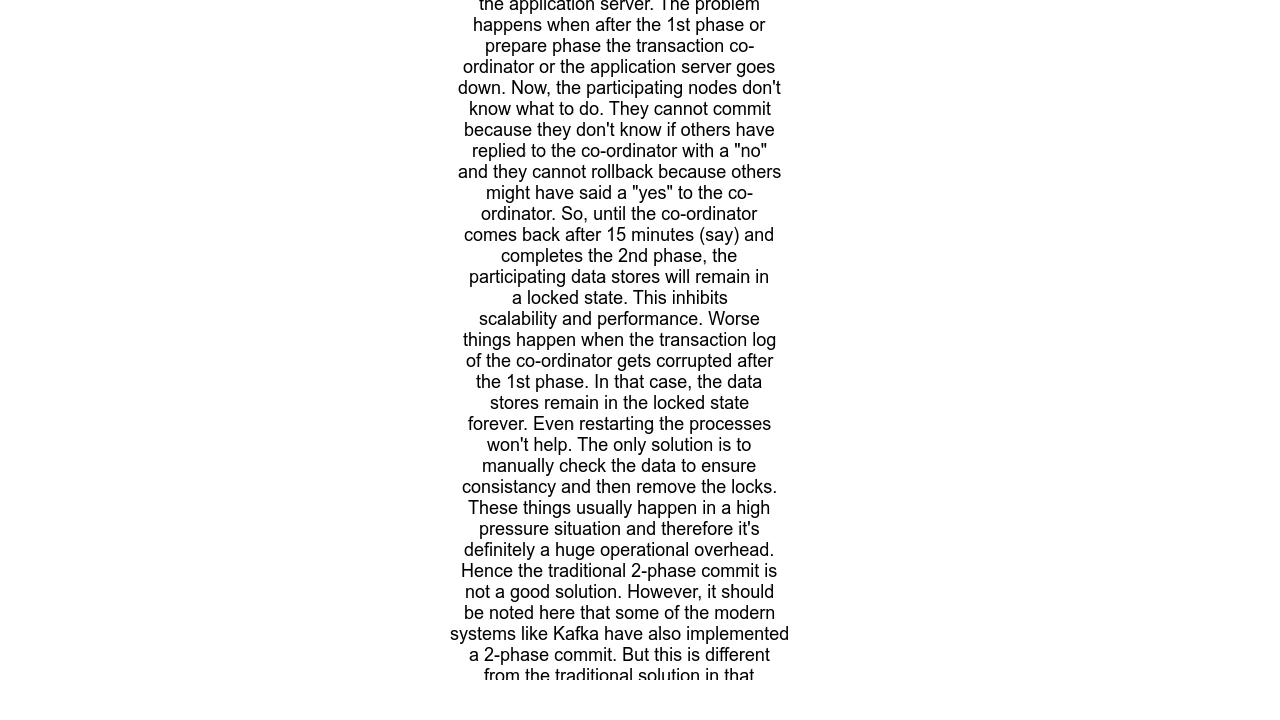 the application server. The problem
happens when after the 1st phase or
prepare phase the transaction co-
ordinator or the application server goes
down. Now, the participating nodes don't
know what to do. They cannot commit
because they don't know if others have
replied to the co-ordinator with a "no"
and they cannot rollback because others
might have said a "yes" to the co-
ordinator. So, until the co-ordinator
comes back after 15 minutes (say) and
completes the 2nd phase, the
participating data stores will remain in
a locked state. This inhibits
scalability and performance. Worse
things happen when the transaction log
of the co-ordinator gets corrupted after
the 1st phase. In that case, the data
stores remain in the locked state
forever. Even restarting the processes
won't help. The only solution is to
manually check the data to ensure
consistancy and then remove the locks.
These things usually happen in a high
pressure situation and therefore it's
definitely a huge operational overhead.
Hence the traditional 2-phase commit is
not a good solution. However, it should
be noted here that some of the modern
systems like Kafka have also implemented
a 2-phase commit. But this is different
from the traditional solution in that